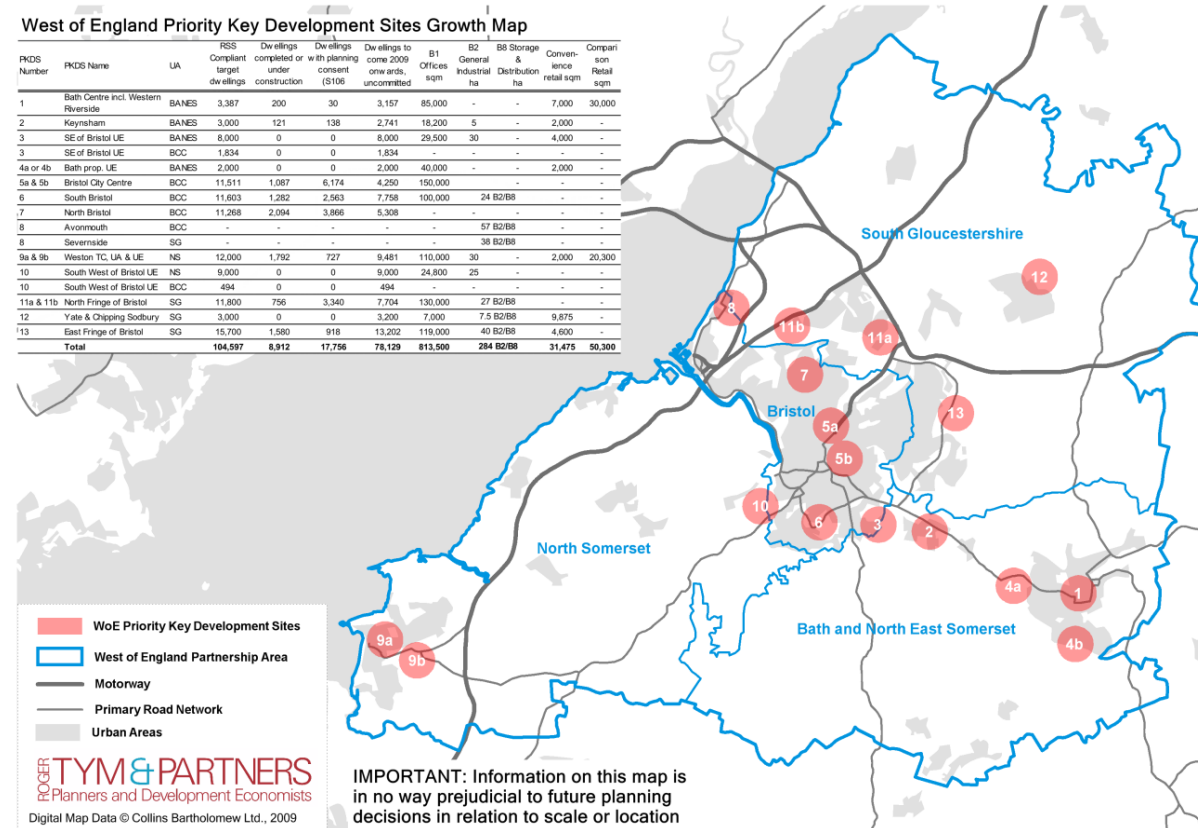 West of England Priority Key Development Sites Growth Map
PKDS Number PKDS Name UA RSS Compliant target dwellings Dwellings completed or under construction Dwellings with planning consent (S106 Dwellings to come 2009 onwards, uncommitted B1 Offices sqm B2 General Industrial ha B8 Storage & Distribution ha Conven-ience retail sqm Compari son Retail sqm
1 Bath Centre incl. Western Riverside BANES 3,387 200 30 3,157 85,000 - - 7,000 30,000
2 Keynsham BANES 3,000 121 138 2,741 18,200 5 - 2,000 -
3 SE of Bristol UE BANES 8,000 0 0 8,000 29,500 30 - 4,000 -
3 SE of Bristol UE BCC 1,834 0 0 1,834 - - - - -
4a or 4b Bath prop. UE BANES 2,000 0 0 2,000 40,000 - - 2,000 -
5a & 5b Bristol City Centre BCC 11,511 1,087 6,174 4,250 150,000 - - -
6 South Bristol BCC 11,603 1,282 2,563 7,758 100,000 24 B2/B8 - -
7 North Bristol BCC 11,268 2,094 3,866 5,308 - - - - -
8 Avonmouth BCC - - - - - 57 B2/B8 - -
8 Severnside SG - - - - - 38 B2/B8 - -
9a & 9b Weston TC, UA & UE NS 12,000 1,792 727 9,481 110,000 30 - 2,000 20,300
10 South West of Bristol UE NS 9,000 0 0 9,000 24,800 25 - - -
10 South West of Bristol UE BCC 494 0 0 494 - - - - -
11a & 11b North Fringe of Bristol SG 11,800 756 3,340 7,704 130,000 27 B2/B8 - -
12 Yate & Chipping Sodbury SG 3,000 0 0 3,200 7,000 7.5 B2/B8 9,875 -
13 East Fringe of Bristol SG 15,700 1,580 918 13,202 119,000 40 B2/B8 4,600 -
Total 104,597 8,912 17,756 78,129 813,500 284 B2/B8 31,475 50,300
South Gloucestershire
12
8
11b
11a
7
Bristol
13
5a
5b
10
6
3
2
North Somerset
4a
1
Bath and North East Somerset
4b
9a
9b
WoE Priority Key Development Sites
West of England Partnership Area
Motorway
Primary Road Network
Urban Areas
ROGER TYM & PARTNERS
Planners and Development Economists
Digital Map Data © Collins Bartholomew Ltd., 2009
IMPORTANT: Information on this map is
in no way prejudicial to future planning
decisions in relation to scale or location